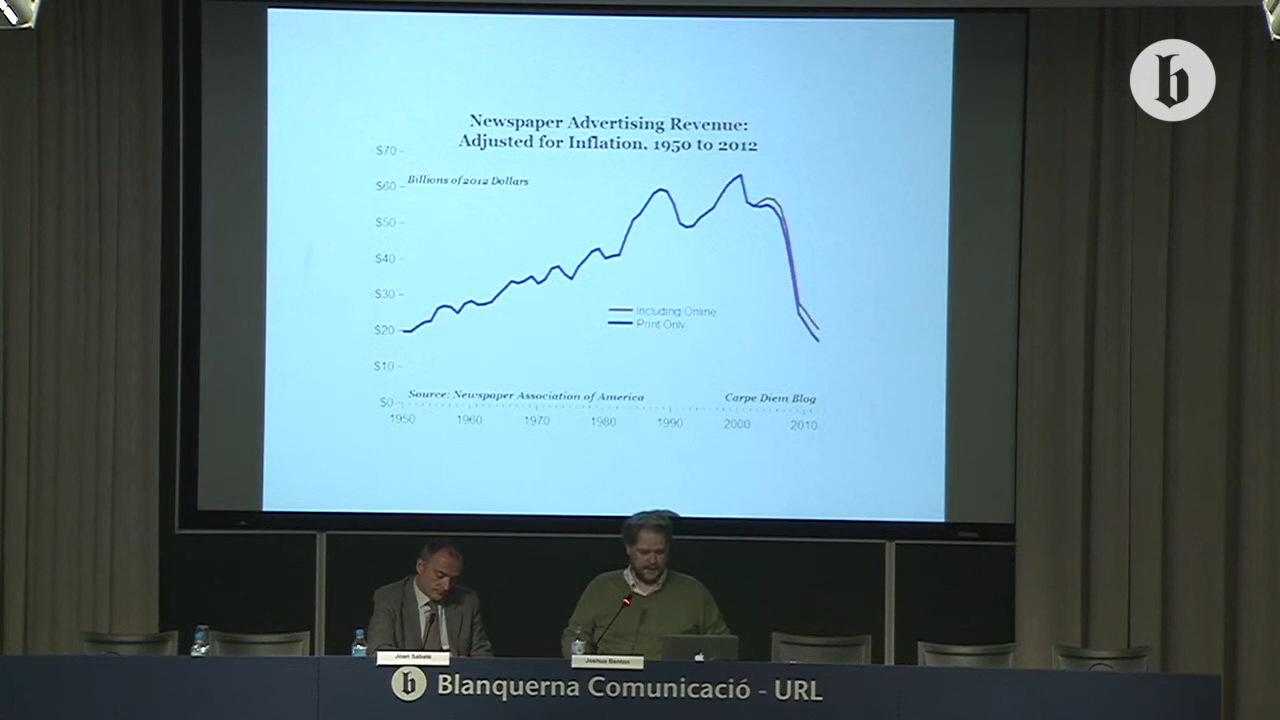 b
Newspaper Advertising Revenue:
Adjusted for Inflation, 1950 to 2012
$70
Billions of 2012 Dollars
$60
$50
$40
$30
Including Online
Print Only
$20
$10
Source: Newspaper Association of America
Carpe Diem Blog
$0
1950 1960 1970 1980 1990 2000 2010
Joan Sabaté
Joshua Benton
b Blanquerna Comunicació - URL